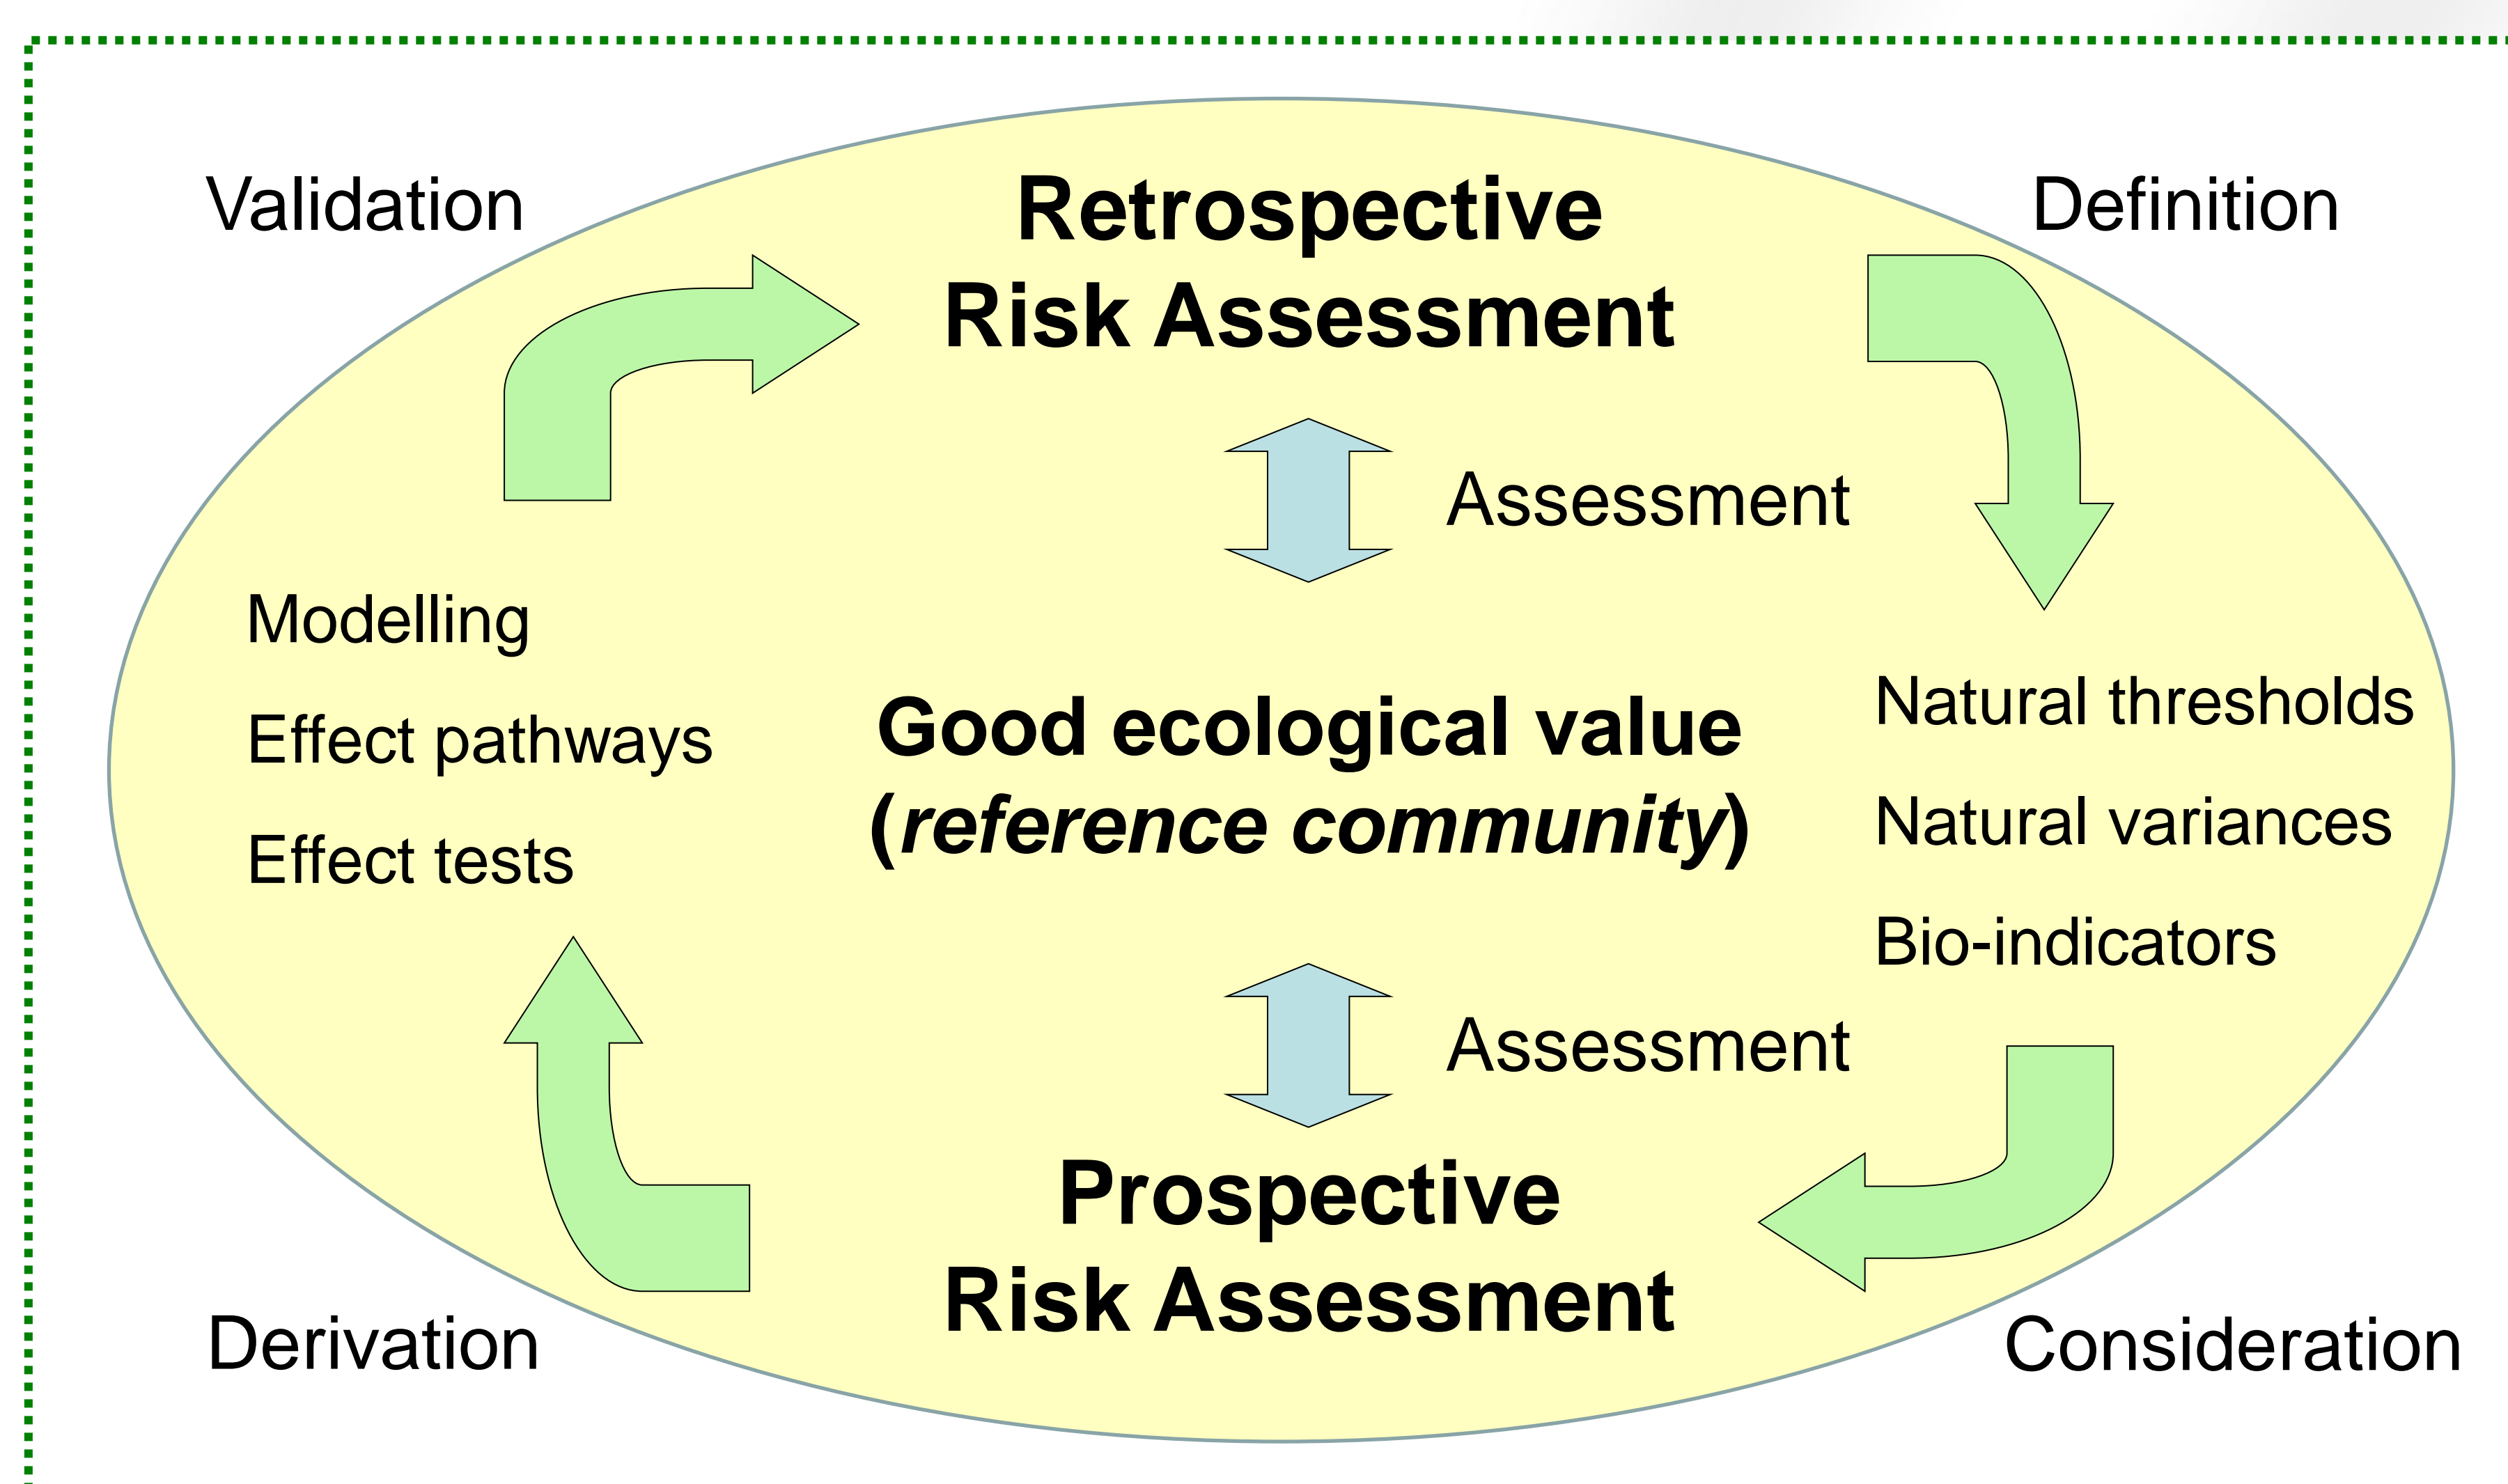 Validation
Retrospective
Risk Assessment
Definition
Assessment
Modelling
Effect pathways
Effect tests
Good ecological value
(reference community)
Natural thresholds
Natural variances
Bio-indicators
Assessment
Prospective
Risk Assessment
Derivation
Consideration